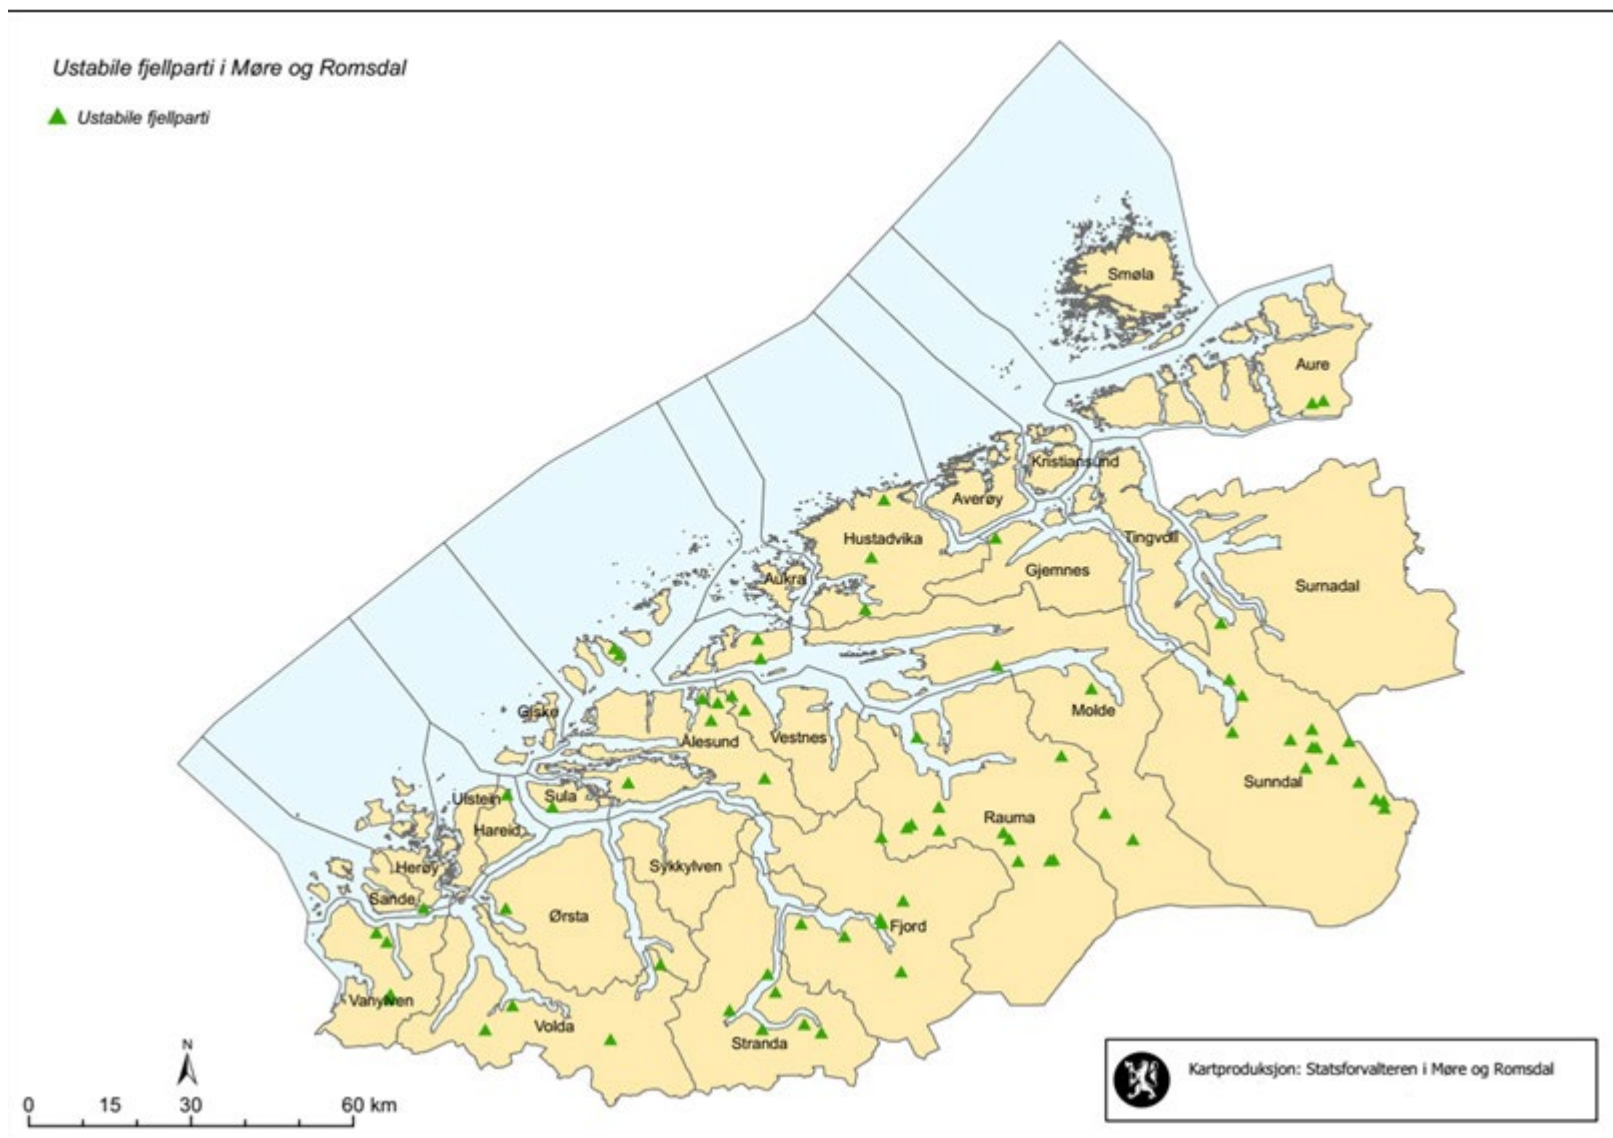 Ustabile fjellparti i Møre og Romsdal
Ustabile fjellparti
Smøla
Aure
Kristiansund
Averøy
Hustadvika
Tingvoll
Aukra
Gjemnes
Surnadal
Giske
Molde
Ålesund
Vestnes
Sunndal
Ulstein
Sula
Rauma
Hareid
Herøy
Sykkylven
Sande
Ørsta
Fjord
Vanylven
Volda
Stranda
N
0 15 30 60 km
Kartproduksjon: Statsforvalteren i Møre og Romsdal